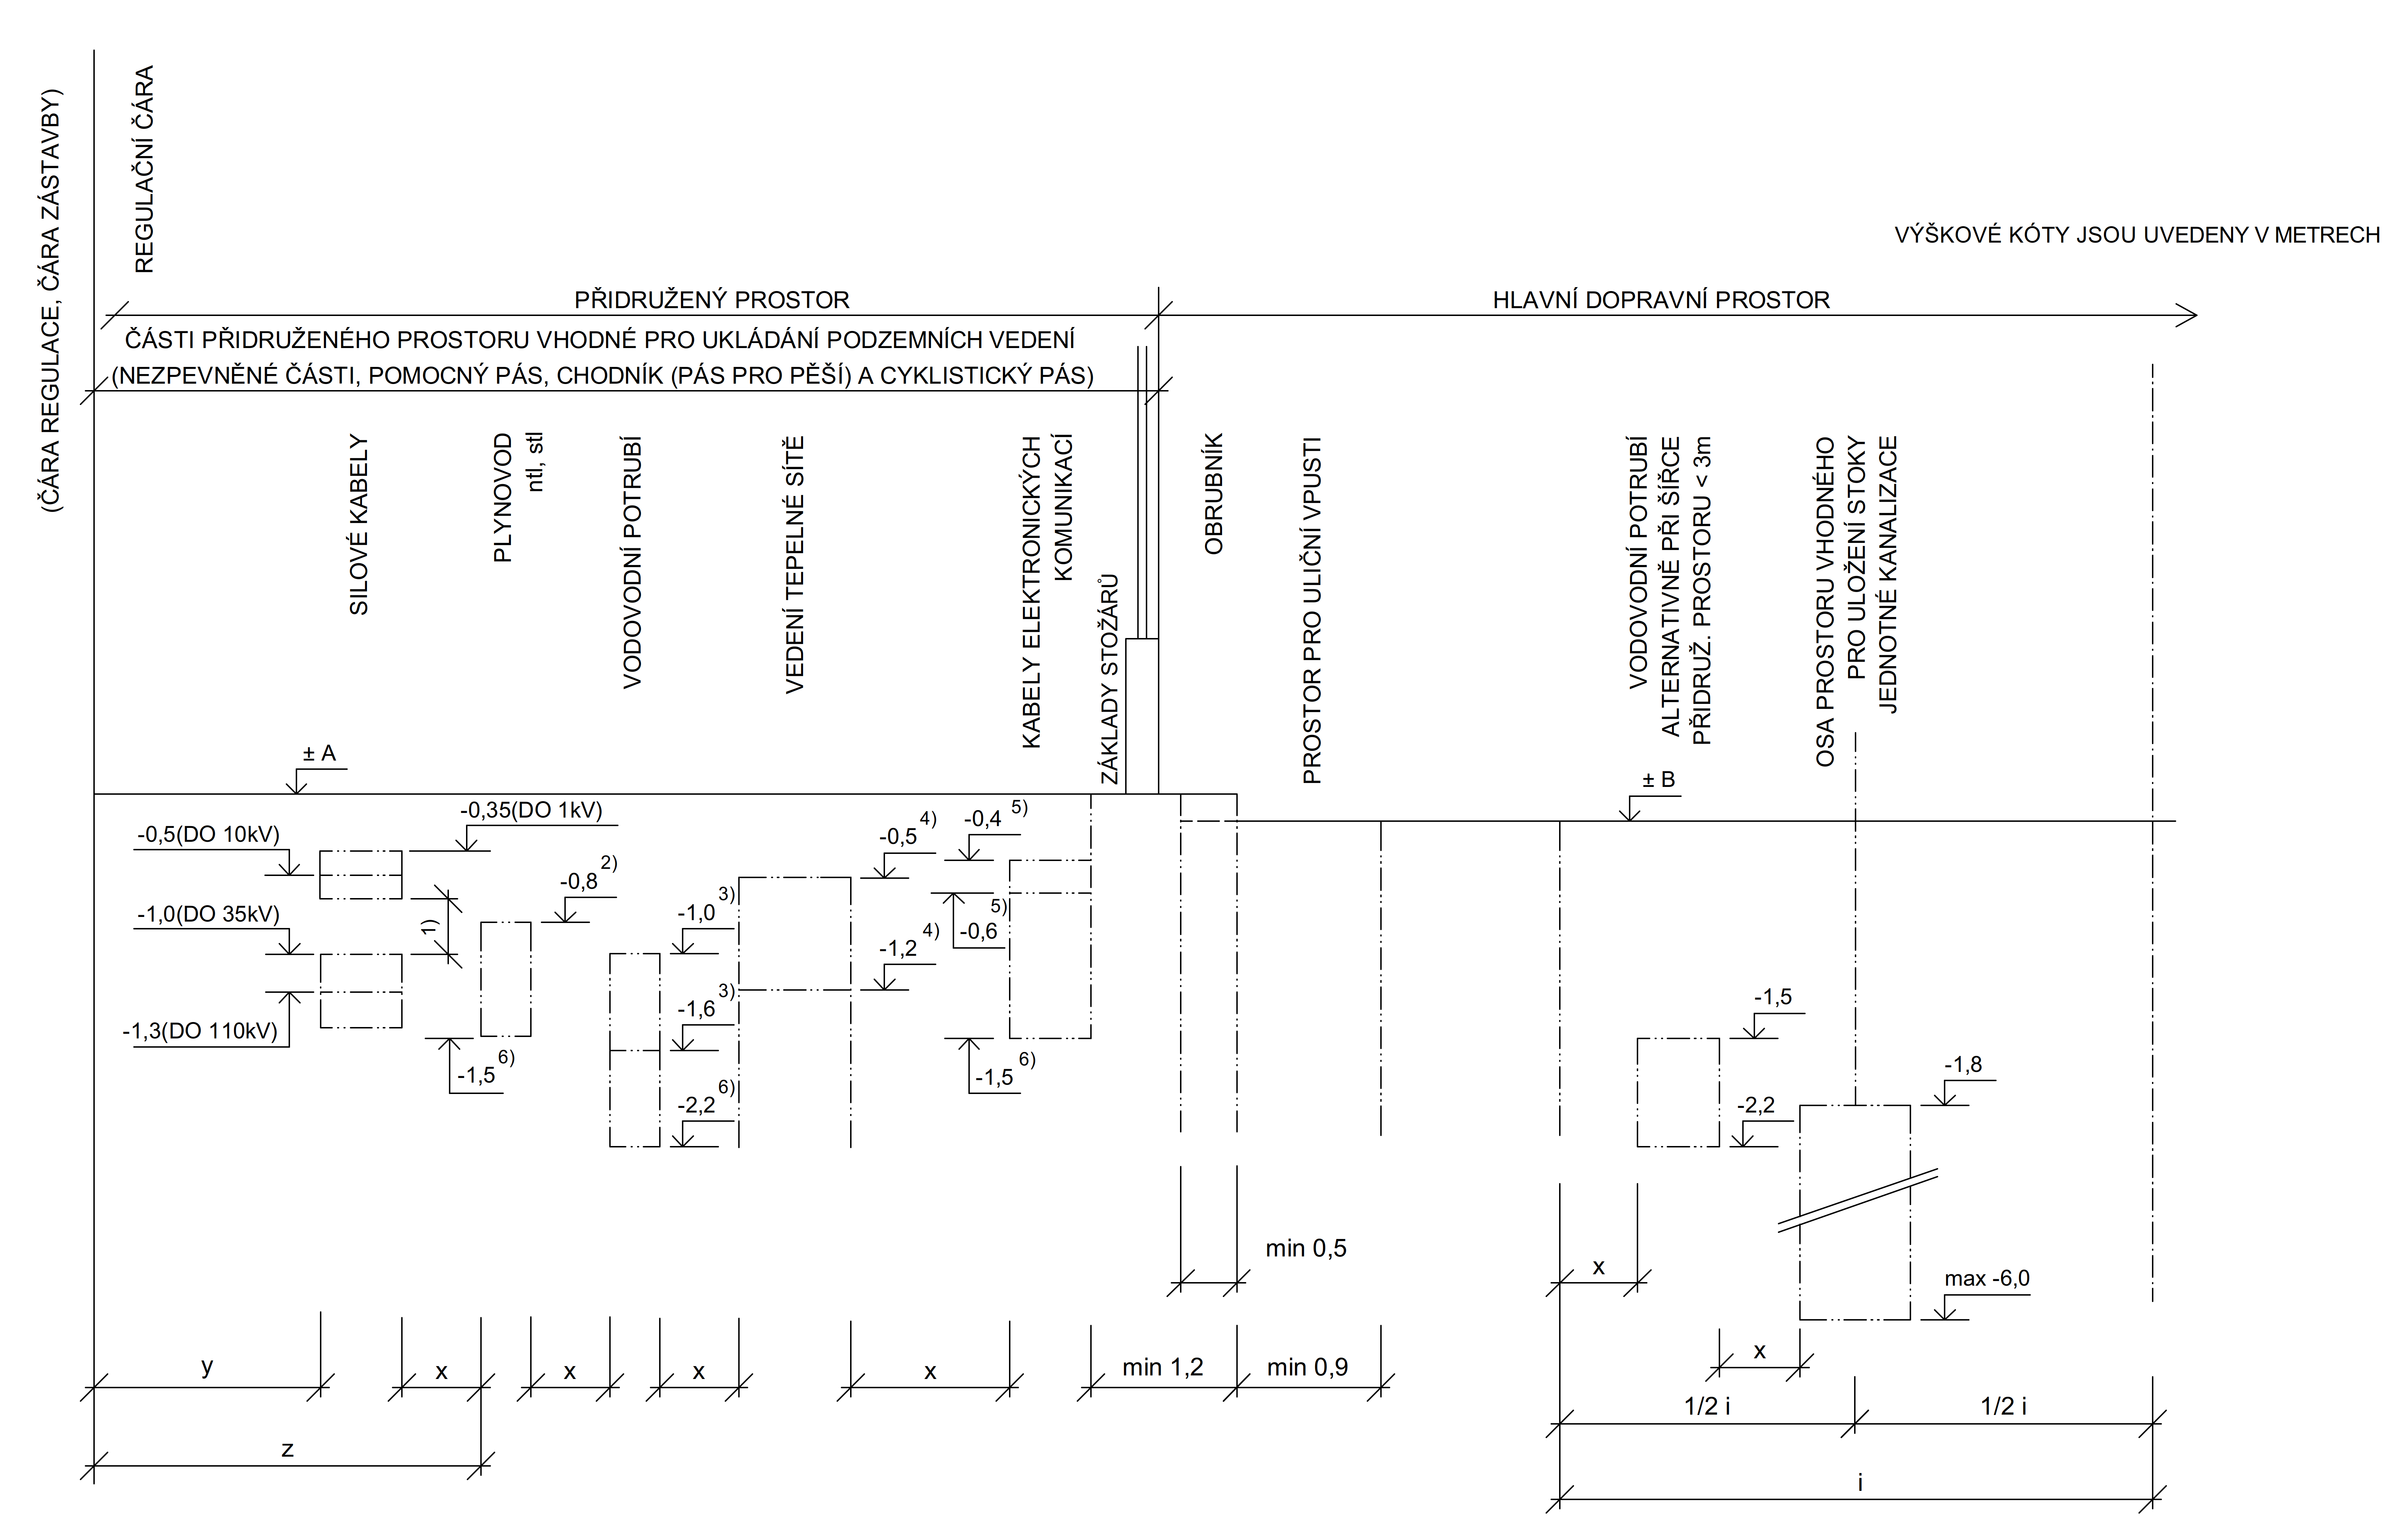 (ČÁRA REGULACE, ČÁRA ZÁSTAVBY)
REGULAČNÍ ČÁRA
VÝŠKOVÉ KÓTY JSOU UVEDENY V METRECH
PŘIDRUŽENÝ PROSTOR
HLAVNÍ DOPRAVNÍ PROSTOR
ČÁSTI PŘIDRUŽENÉHO PROSTORU VHODNÉ PRO UKLÁDÁNÍ PODZEMNÍCH VEDENÍ
(NEZPEVNĚNÉ ČÁSTI, POMOCNÝ PÁS, CHODNÍK (PÁS PRO PĚŠÍ) A CYKLISTICKÝ PÁS)
SILOVÉ KABELY
PLYNOVOD
ntl, stl
VODOVODNÍ POTRUBÍ
VEDENÍ TEPELNÉ SÍTĚ
KABELY ELEKTRONICKÝCH
KOMUNIKACÍ
ZÁKLADY STOŽÁRŮ
OBRUBNÍK
PROSTOR PRO ULIČNÍ VPUSTI
VODOVODNÍ POTRUBÍ
ALTERNATIVNĚ PŘI ŠÍŘCE
PŘIDRUŽ. PROSTORU < 3m
OSA PROSTORU VHODNÉHO
PRO ULOŽENÍ STOKY
JEDNOTNÉ KANALIZACE
± A
± B
-0,5(DO 10kV)
-0,35(DO 1kV)
-1,0(DO 35kV)
-1,3(DO 110kV)
1)
-0,8 2)
-1,5 6)
-1,0 3)
-1,6 3)
-2,2 6)
-0,5 4)
-1,2 4)
-0,4 5)
-0,6 5)
-1,5 6)
-1,5
-2,2
-1,8
max -6,0
min 0,5
x
x
y
x
x
x
x
min 1,2
min 0,9
1/2 i
1/2 i
z
i